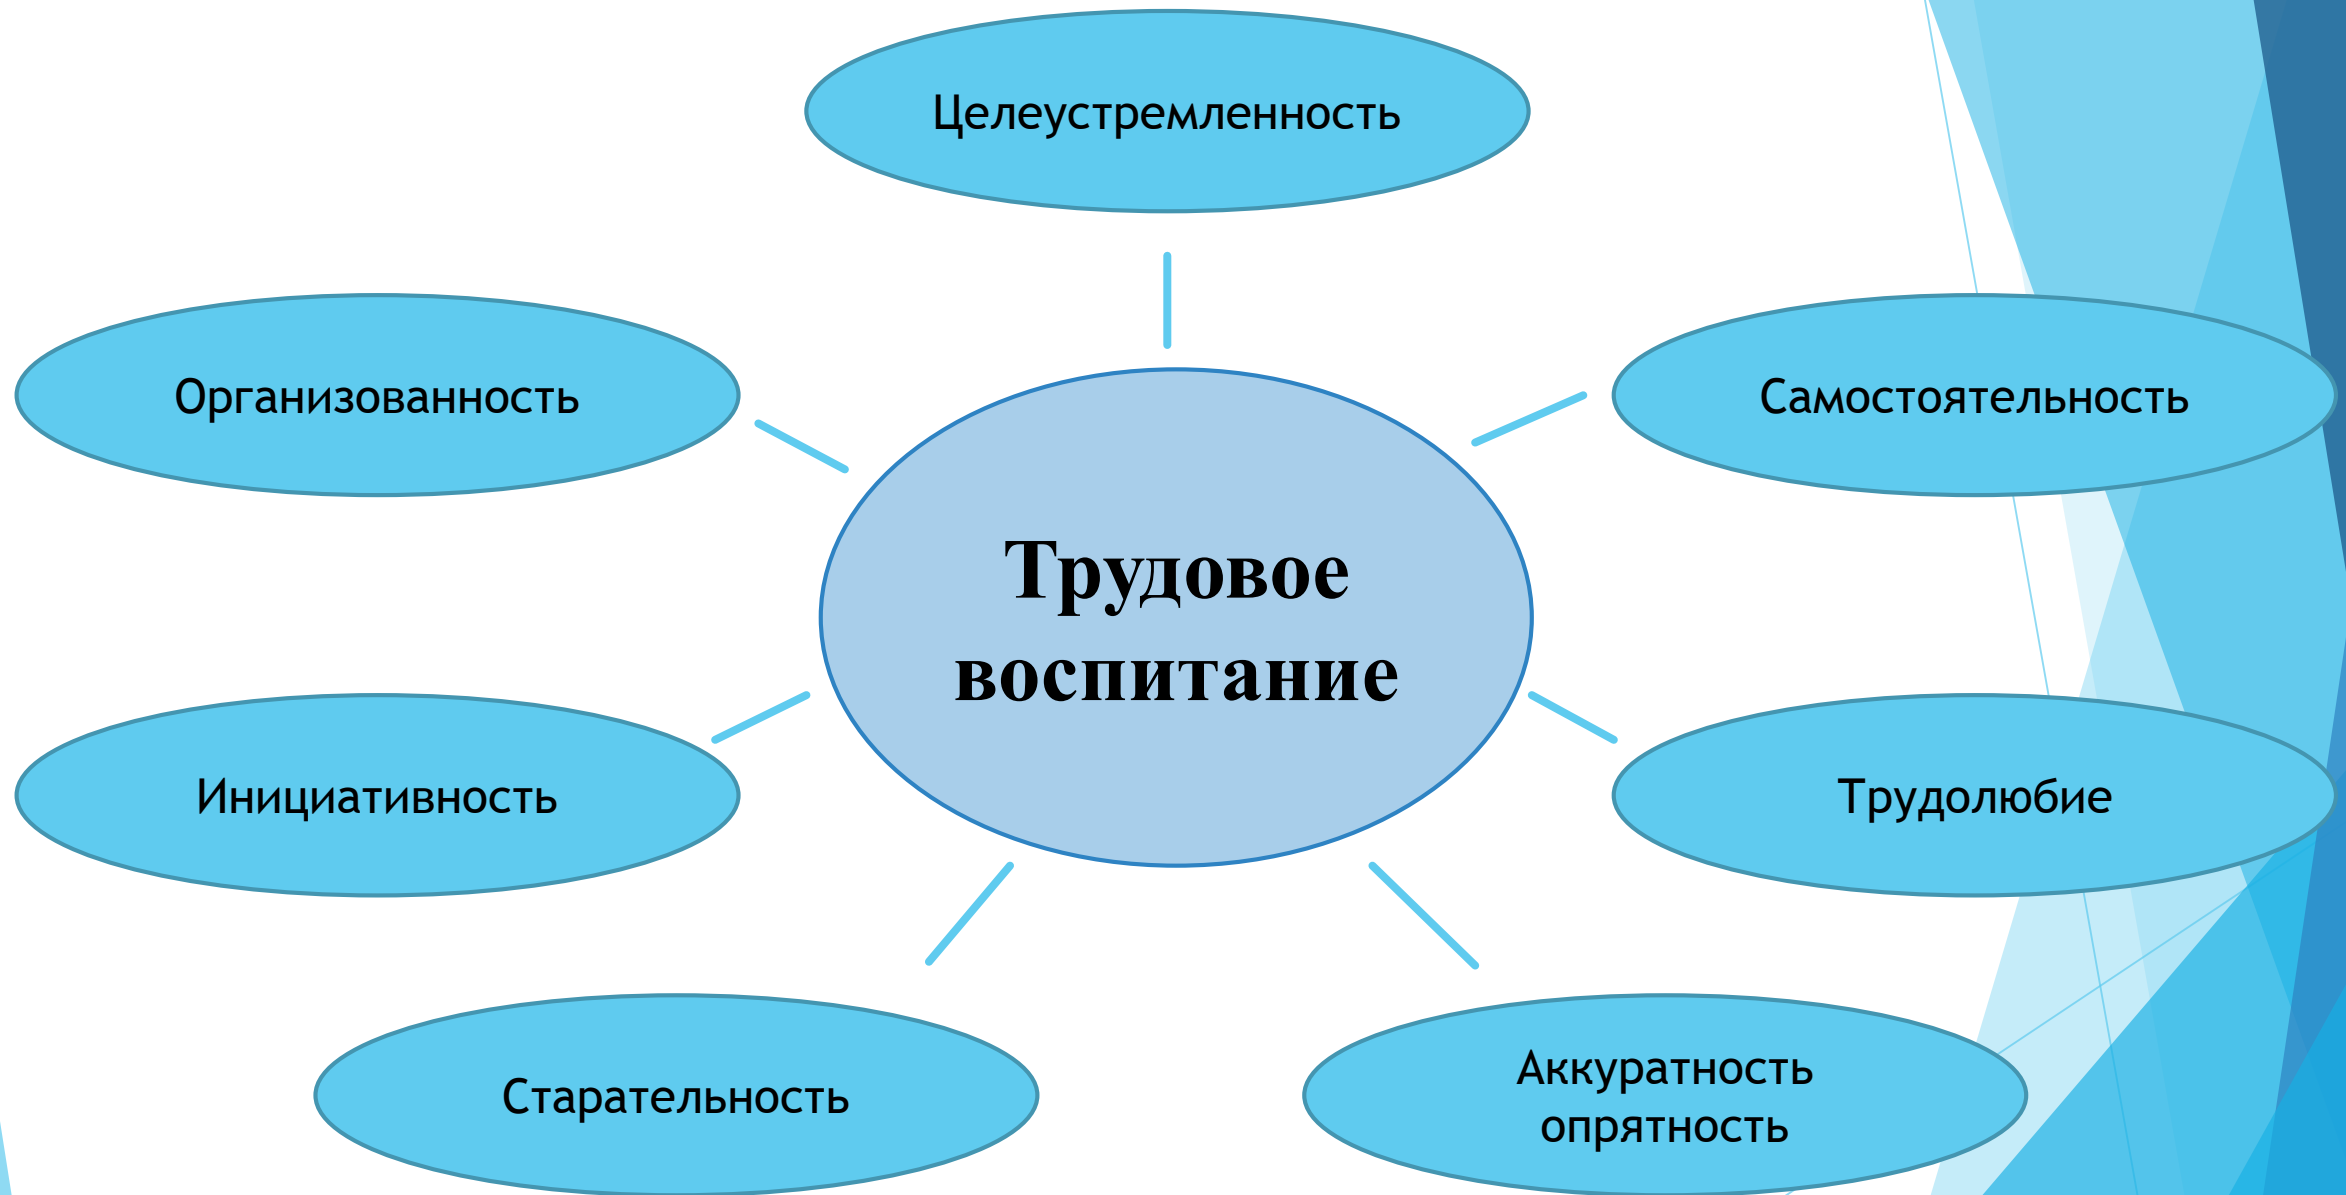 Целеустремленность
Организованность
Самостоятельность
Трудовое
воспитание
Инициативность
Трудолюбие
Старательность
Аккуратность
опрятность